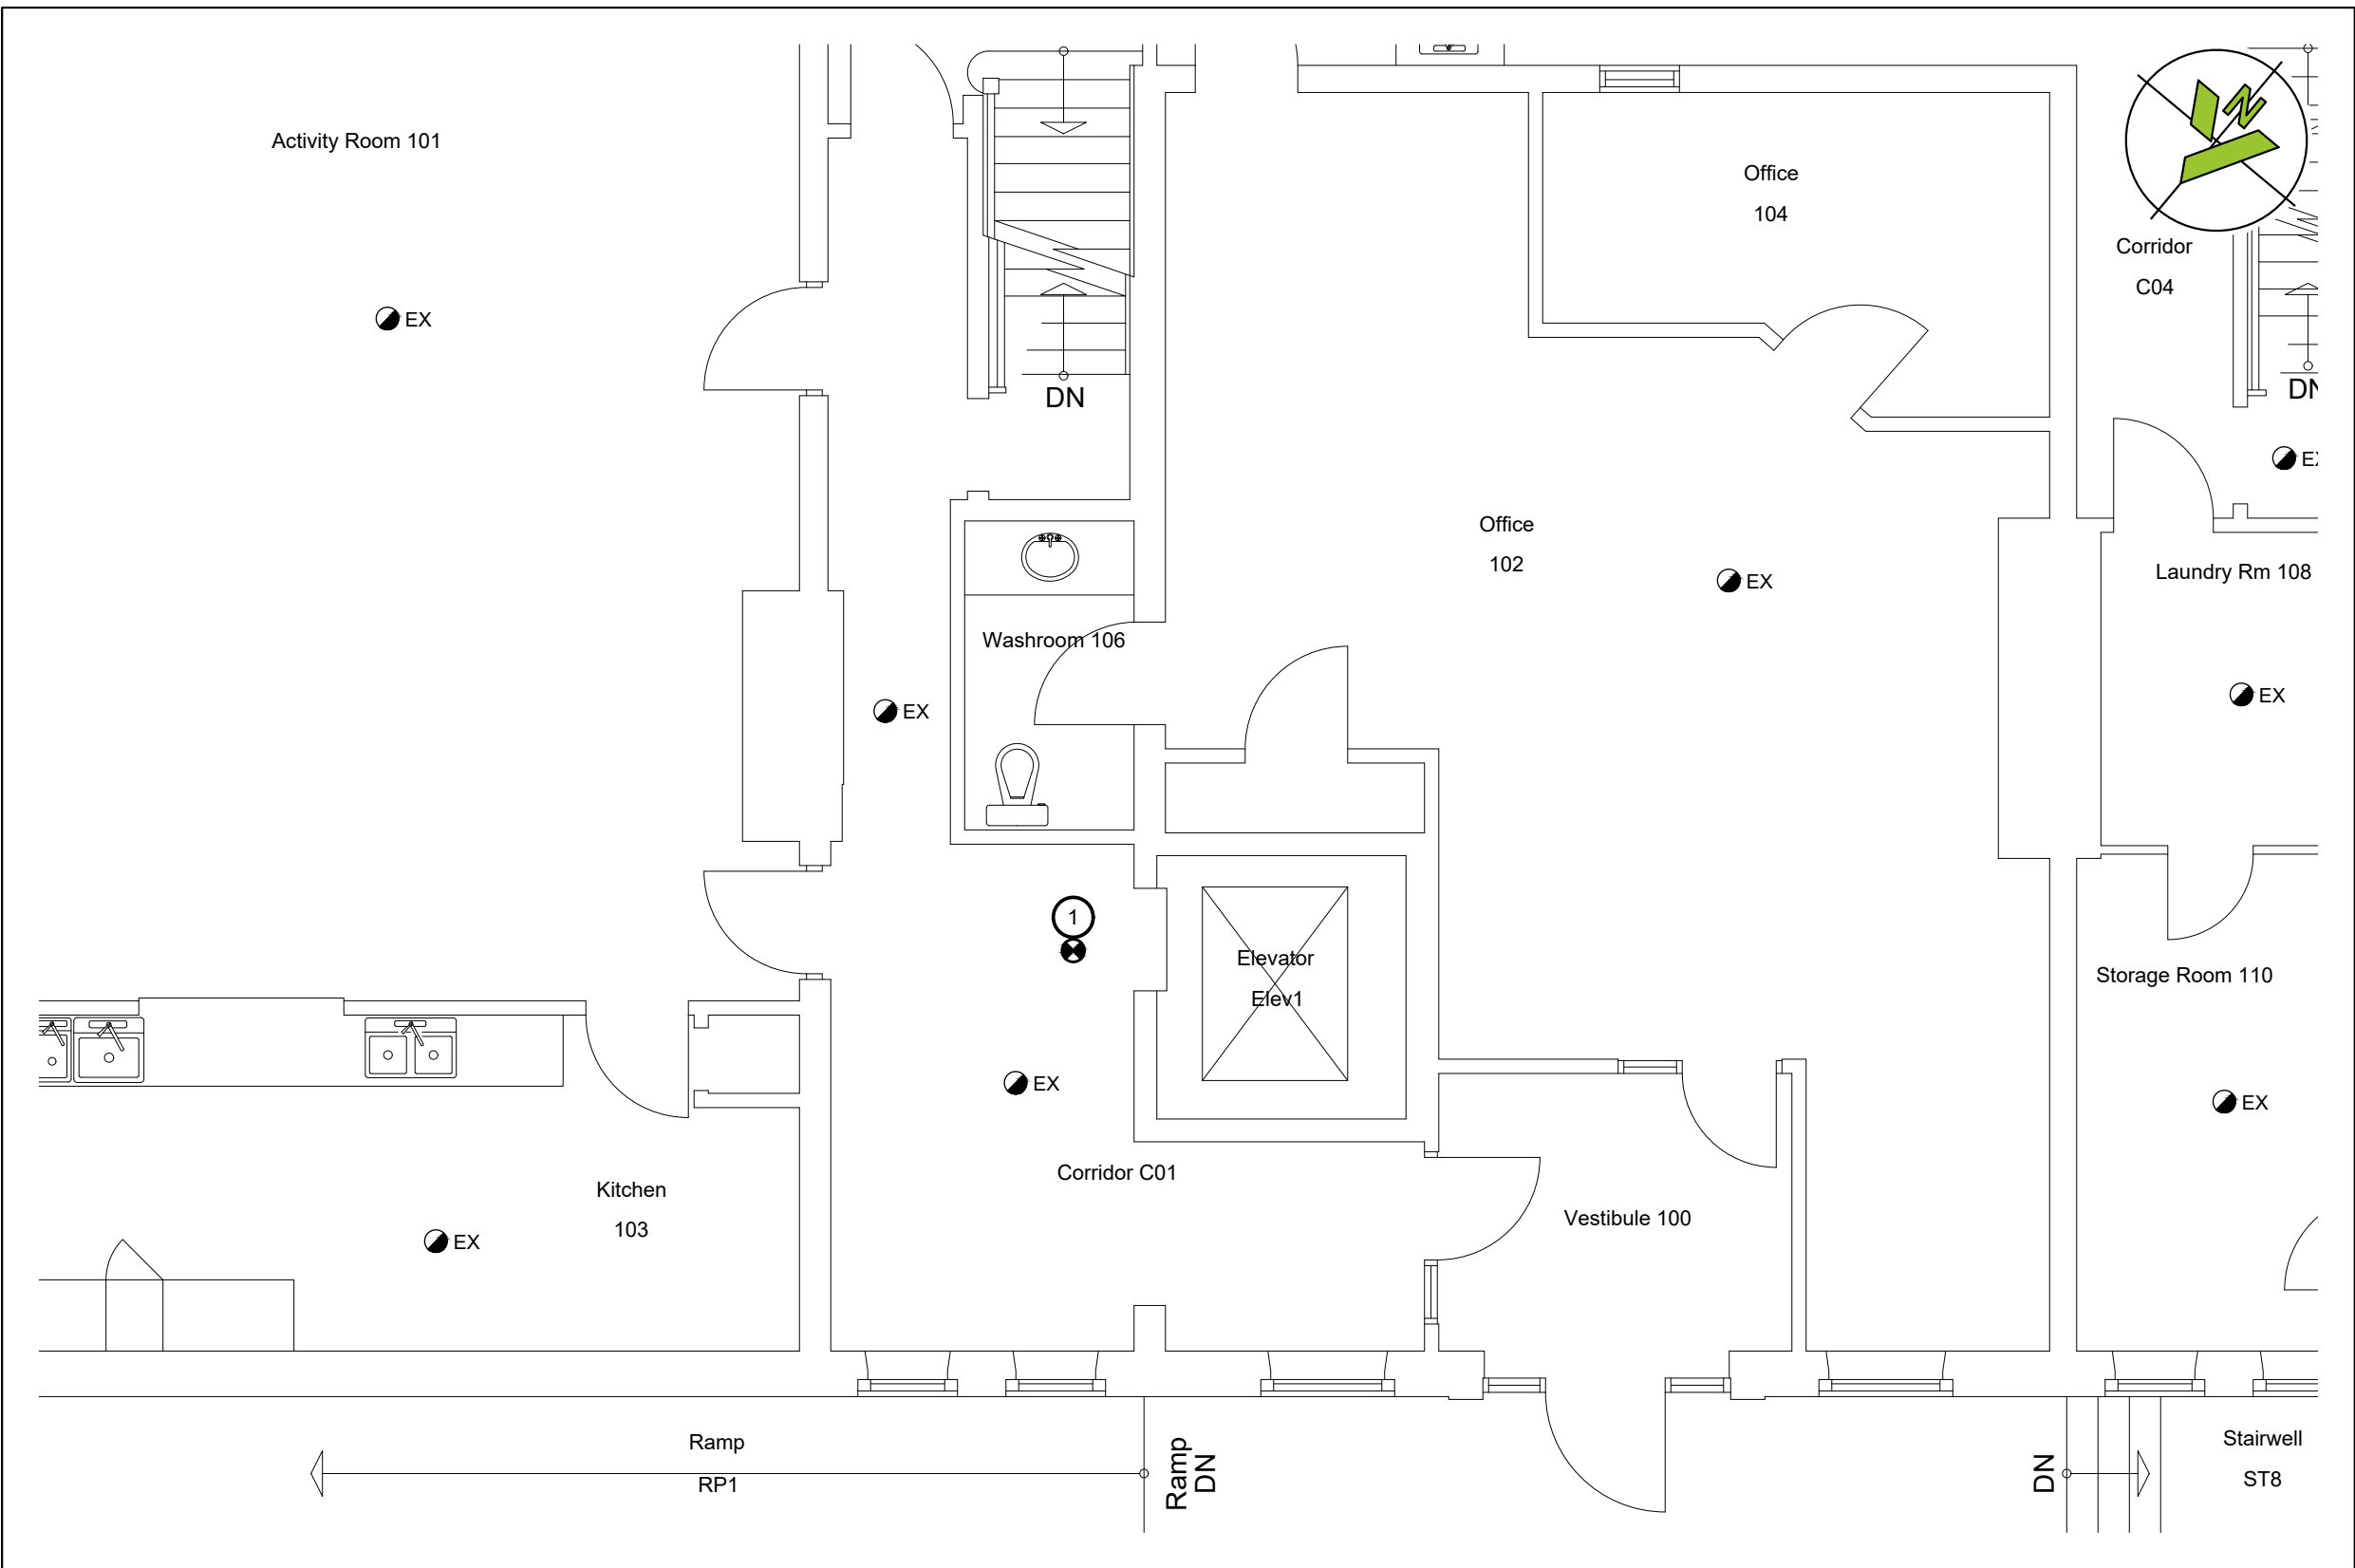 Activity Room 101
EX
DN
Office
104
N
Corridor
C04
DN
EX
Office
102
EX
Laundry Rm 108
Washroom 106
EX
EX
1
Elevator
Elev1
Storage Room 110
EX
EX
Corridor C01
Kitchen
103
EX
Vestibule 100
Ramp
RP1
Ramp
DN
DN
Stairwell
ST8